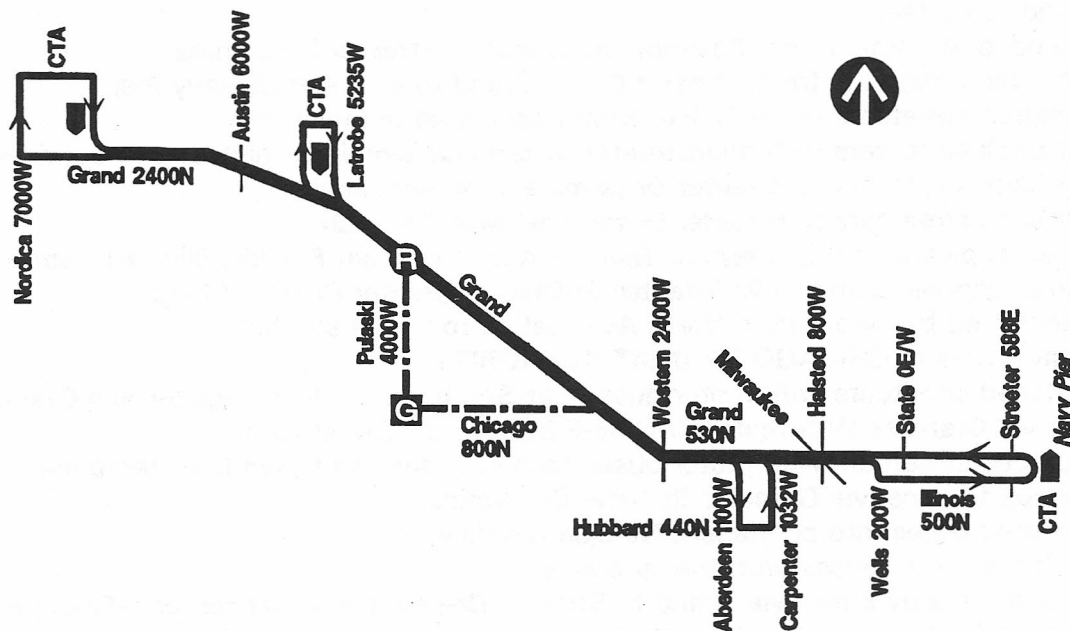 CTA
Nordica 7000W
Grand 2400N
Austin 6000W
CTA
Latrobe 5235W
R
Grand
Pulaski
4000W
G
Chicago
800N
Western 2400W
Milwaukee
Grand
530N
Halsted 800W
Hubbard 440N
Aberdeen 1100W
Carpenter 1032W
Wells 200W
State 0E/W
Illinois
500N
Streeter 588E
CTA
Navy Pier